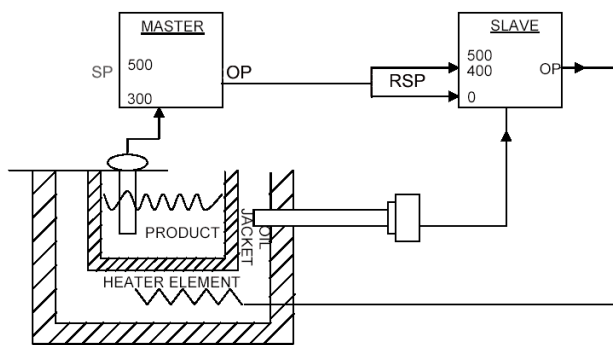 MASTER
SP
500
OP
300
SLAVE
500
400
OP
RSP
0
PRODUCT
OIL
JACKET
HEATER ELEMENT